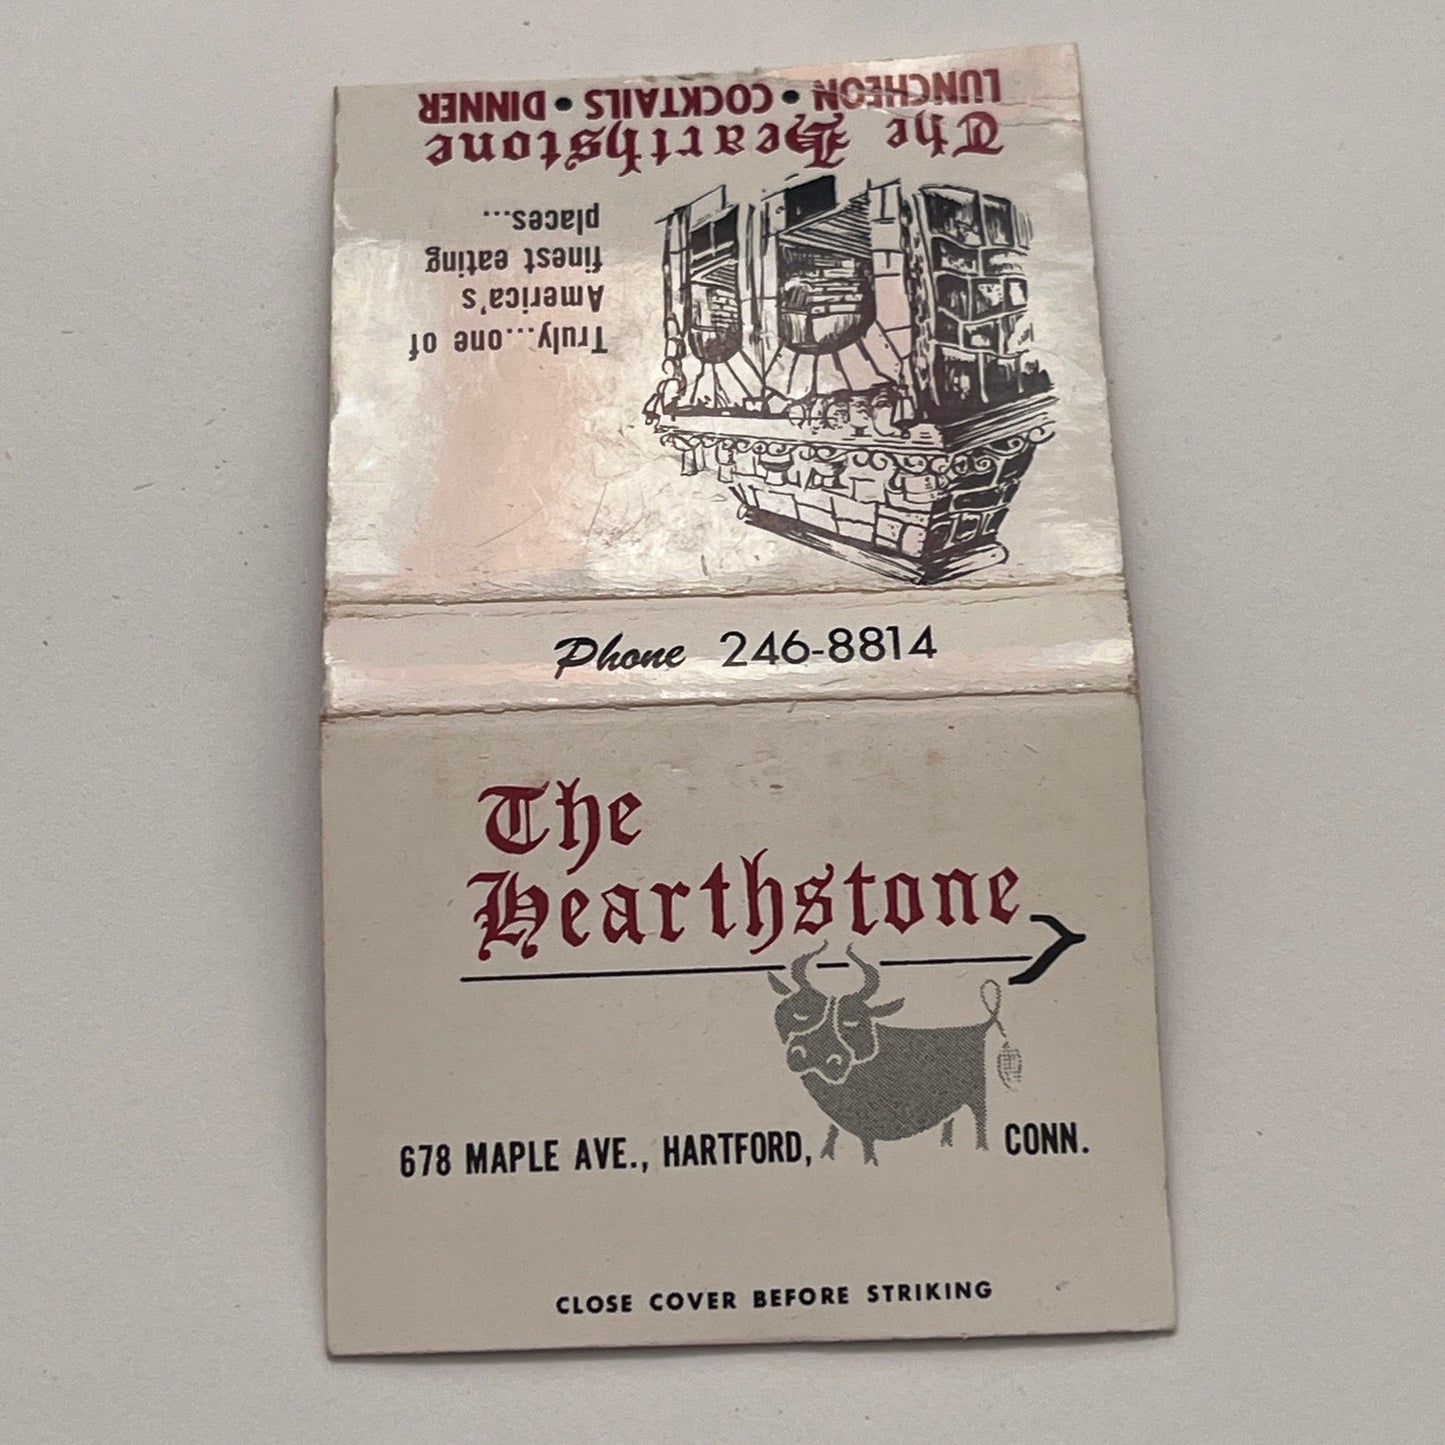 Truly...one of
America's
finest eating
places...
The Hearthstone
LUNCHEON • COCKTAILS • DINNER
Phone 246-8814
The
Hearthstone
678 MAPLE AVE., HARTFORD, CONN.
CLOSE COVER BEFORE STRIKING